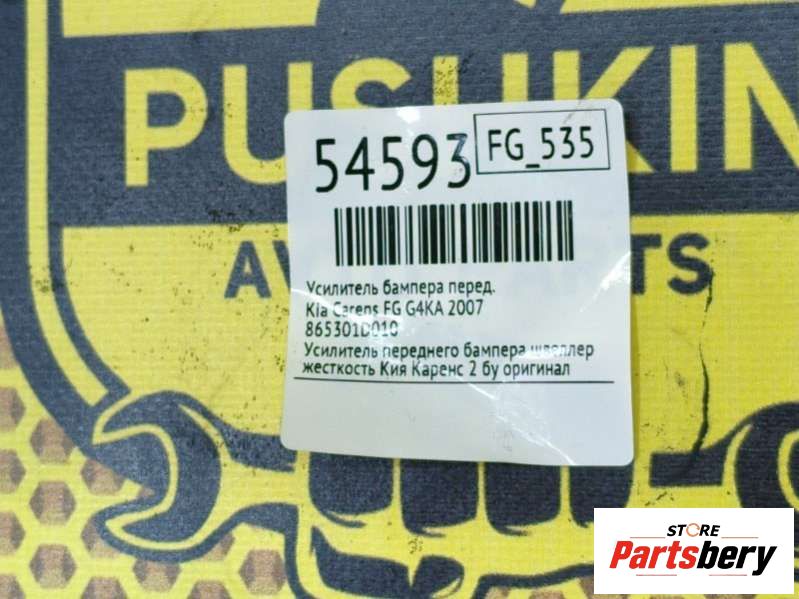 PUSHKIN
54593
FG_535
Усилитель бампера перед.
Kia Carens FG G4KA 2007
865301D010
Усилитель переднего бампера швеллер
жесткость Кия Каренс 2 бу оригинал
STORE
Partsbery